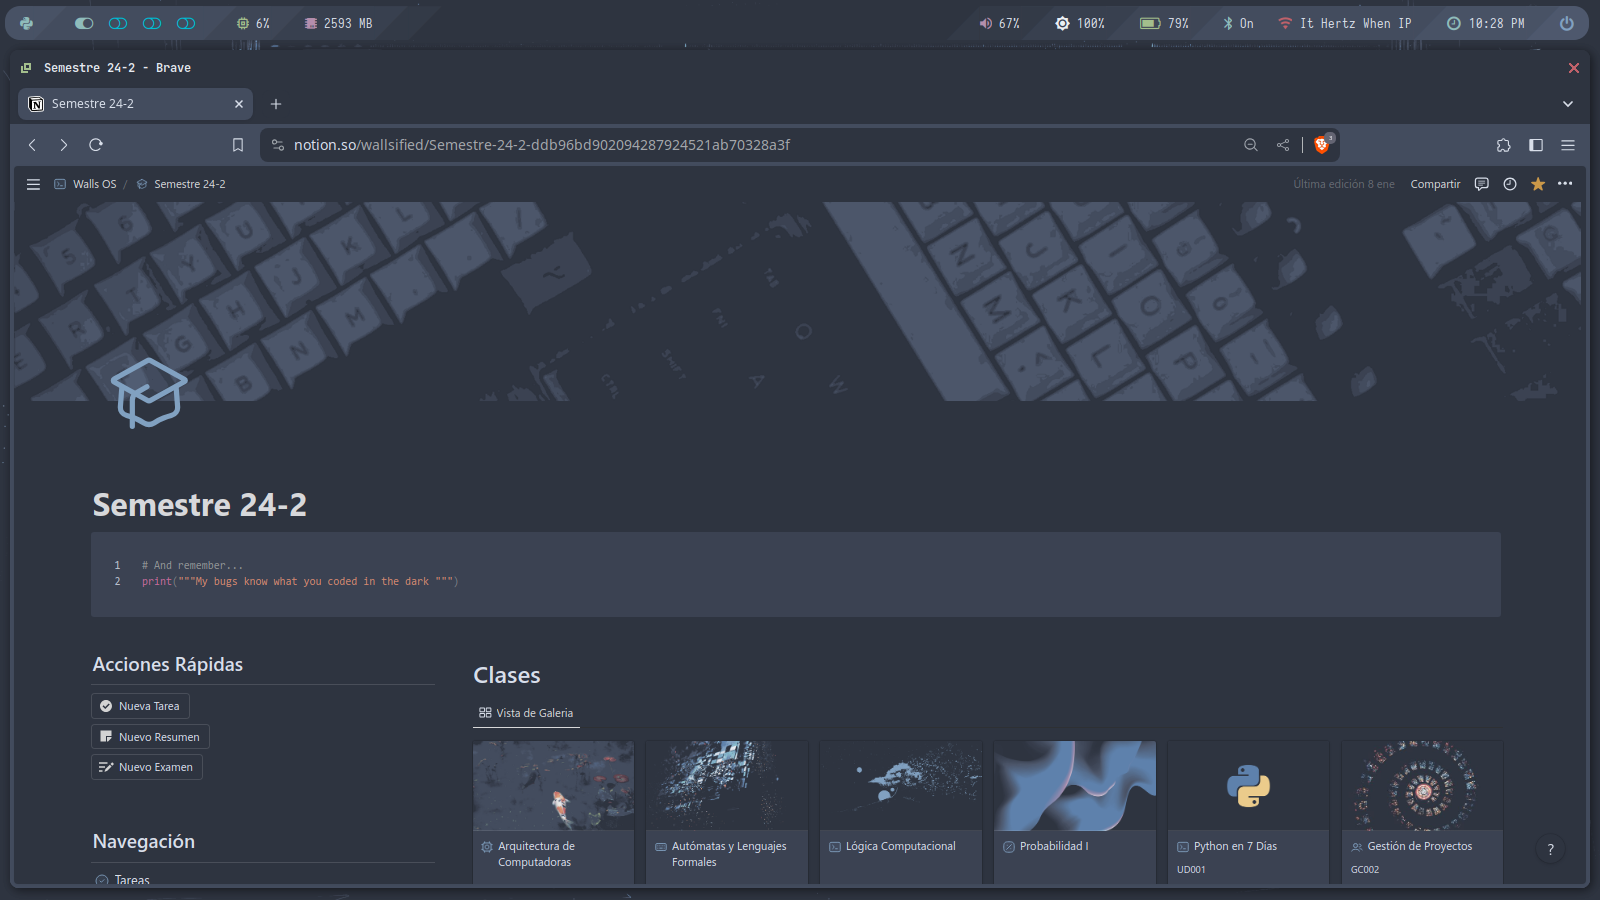 6%
2593 MB
67%
100%
79%
On
It Hertz When IP
10:28 PM
Semestre 24-2 - Brave
Semestre 24-2
notion.so/wallsified/Semestre-24-2-ddb96bd902094287924521ab70328a3f
3
Walls OS / Semestre 24-2
Última edición 8 ene
Compartir
Semestre 24-2
1 # And remember...
2 print("""My bugs know what you coded in the dark """)
Acciones Rápidas
Nueva Tarea
Nuevo Resumen
Nuevo Examen
Navegación
Tareas
Clases
Vista de Galeria
Arquitectura de
Computadoras
Autómatas y Lenguajes
Formales
Lógica Computacional
Probabilidad I
Python en 7 Días
UD001
Gestión de Proyectos
GC002
?